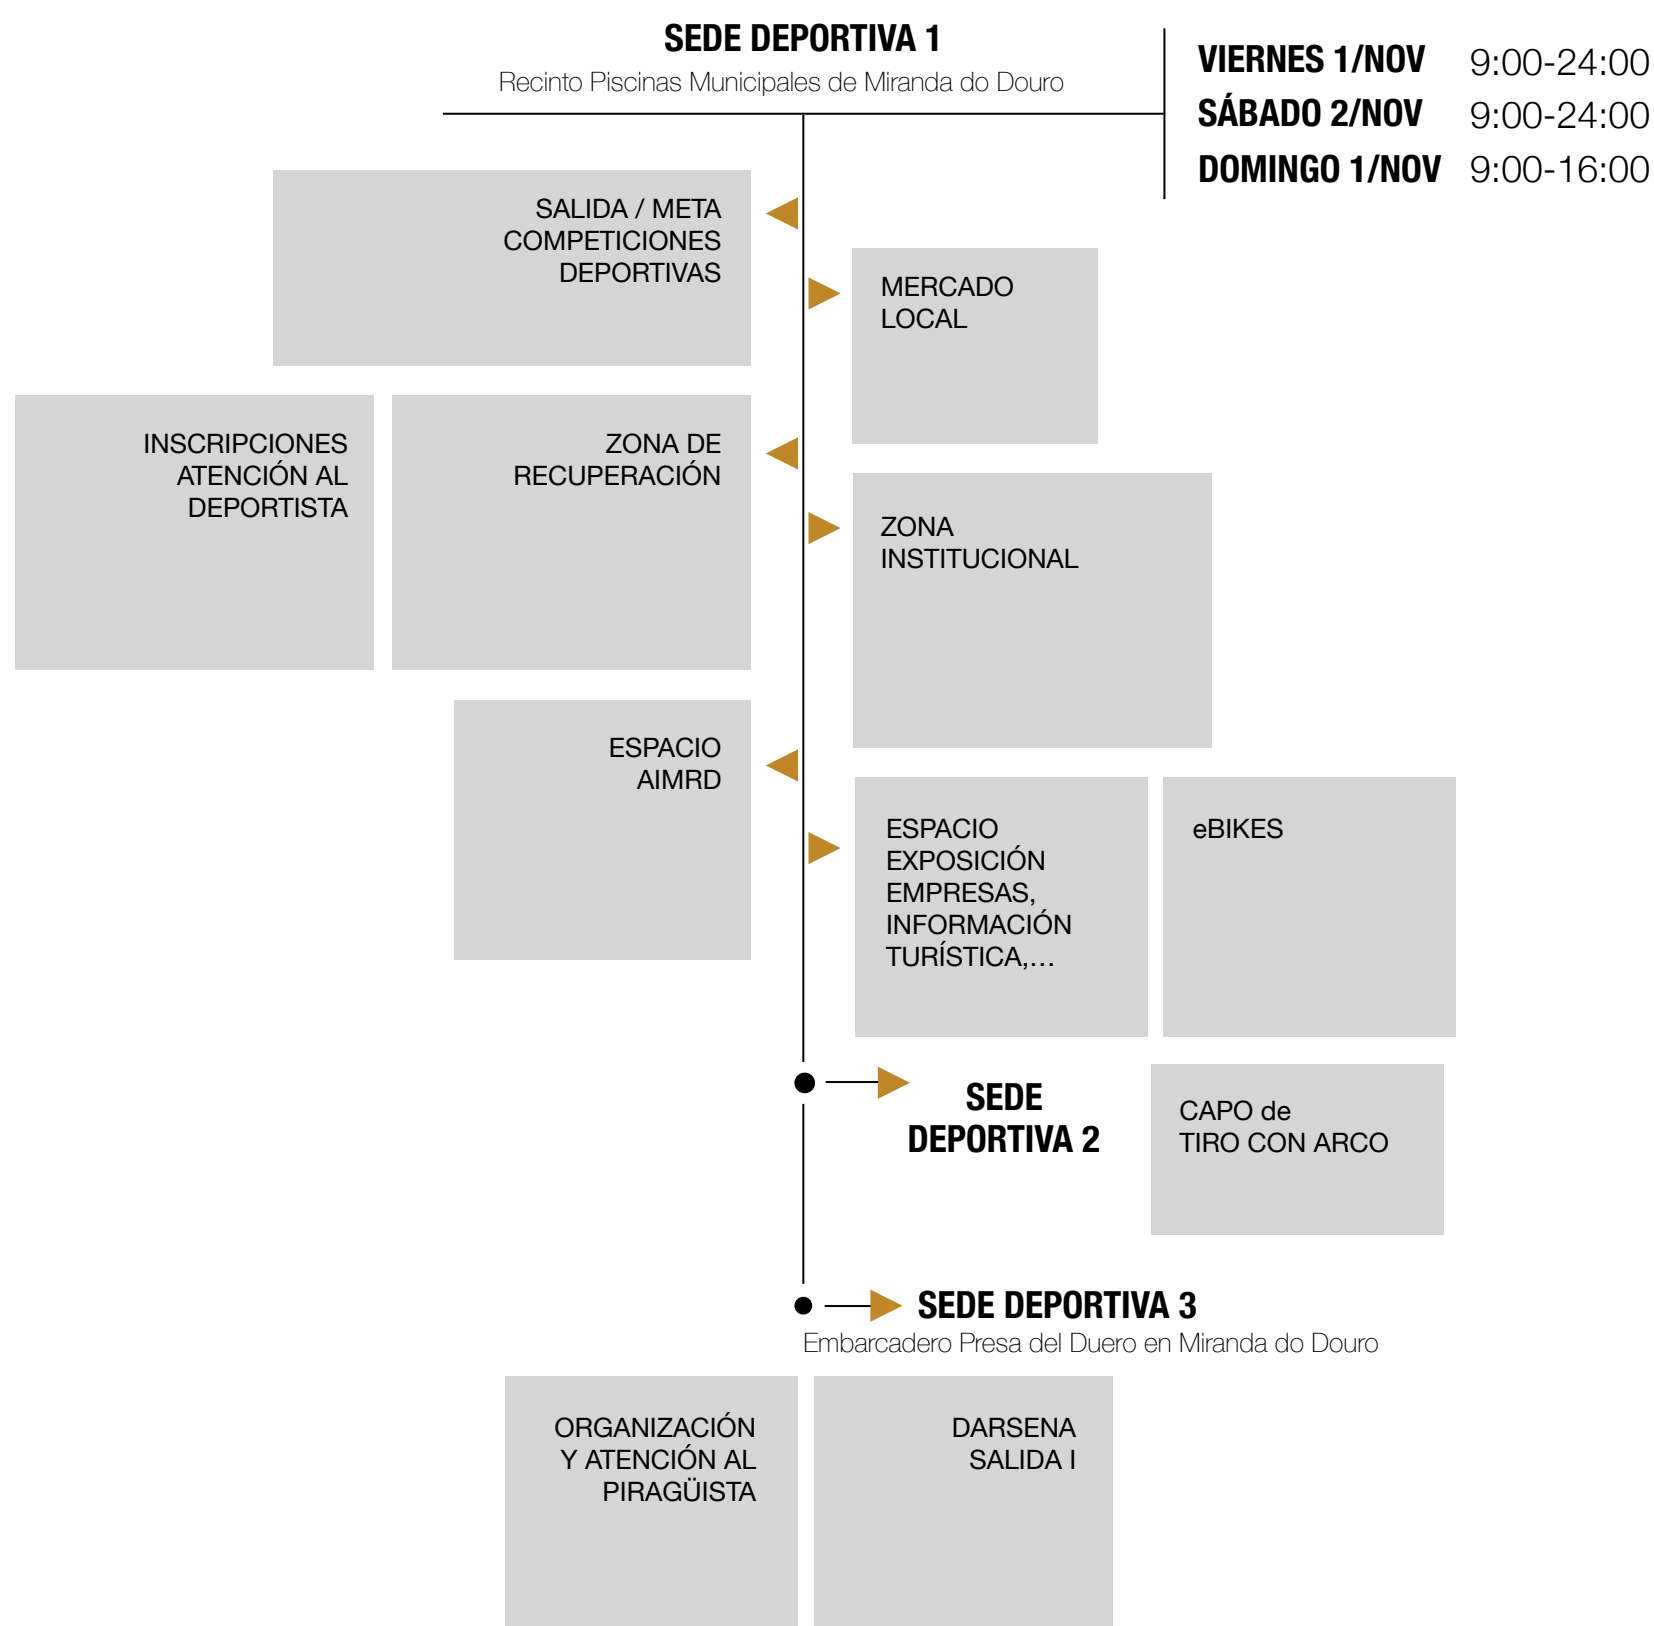 SEDE DEPORTIVA 1
Recinto Piscinas Municipales de Miranda do Douro
VIERNES 1/NOV 9:00-24:00
SÁBADO 2/NOV 9:00-24:00
DOMINGO 1/NOV 9:00-16:00
SALIDA / META
COMPETICIONES
DEPORTIVAS
MERCADO
LOCAL
INSCRIPCIONES
ATENCIÓN AL
DEPORTISTA
ZONA DE
RECUPERACIÓN
ZONA
INSTITUCIONAL
ESPACIO
AIMRD
ESPACIO
EXPOSICIÓN
EMPRESAS,
INFORMACIÓN
TURÍSTICA,...
eBIKES
SEDE
DEPORTIVA 2
CAPO de
TIRO CON ARCO
SEDE DEPORTIVA 3
Embarcadero Presa del Duero en Miranda do Douro
ORGANIZACIÓN
Y ATENCIÓN AL
PIRAGÜISTA
DARSENA
SALIDA I